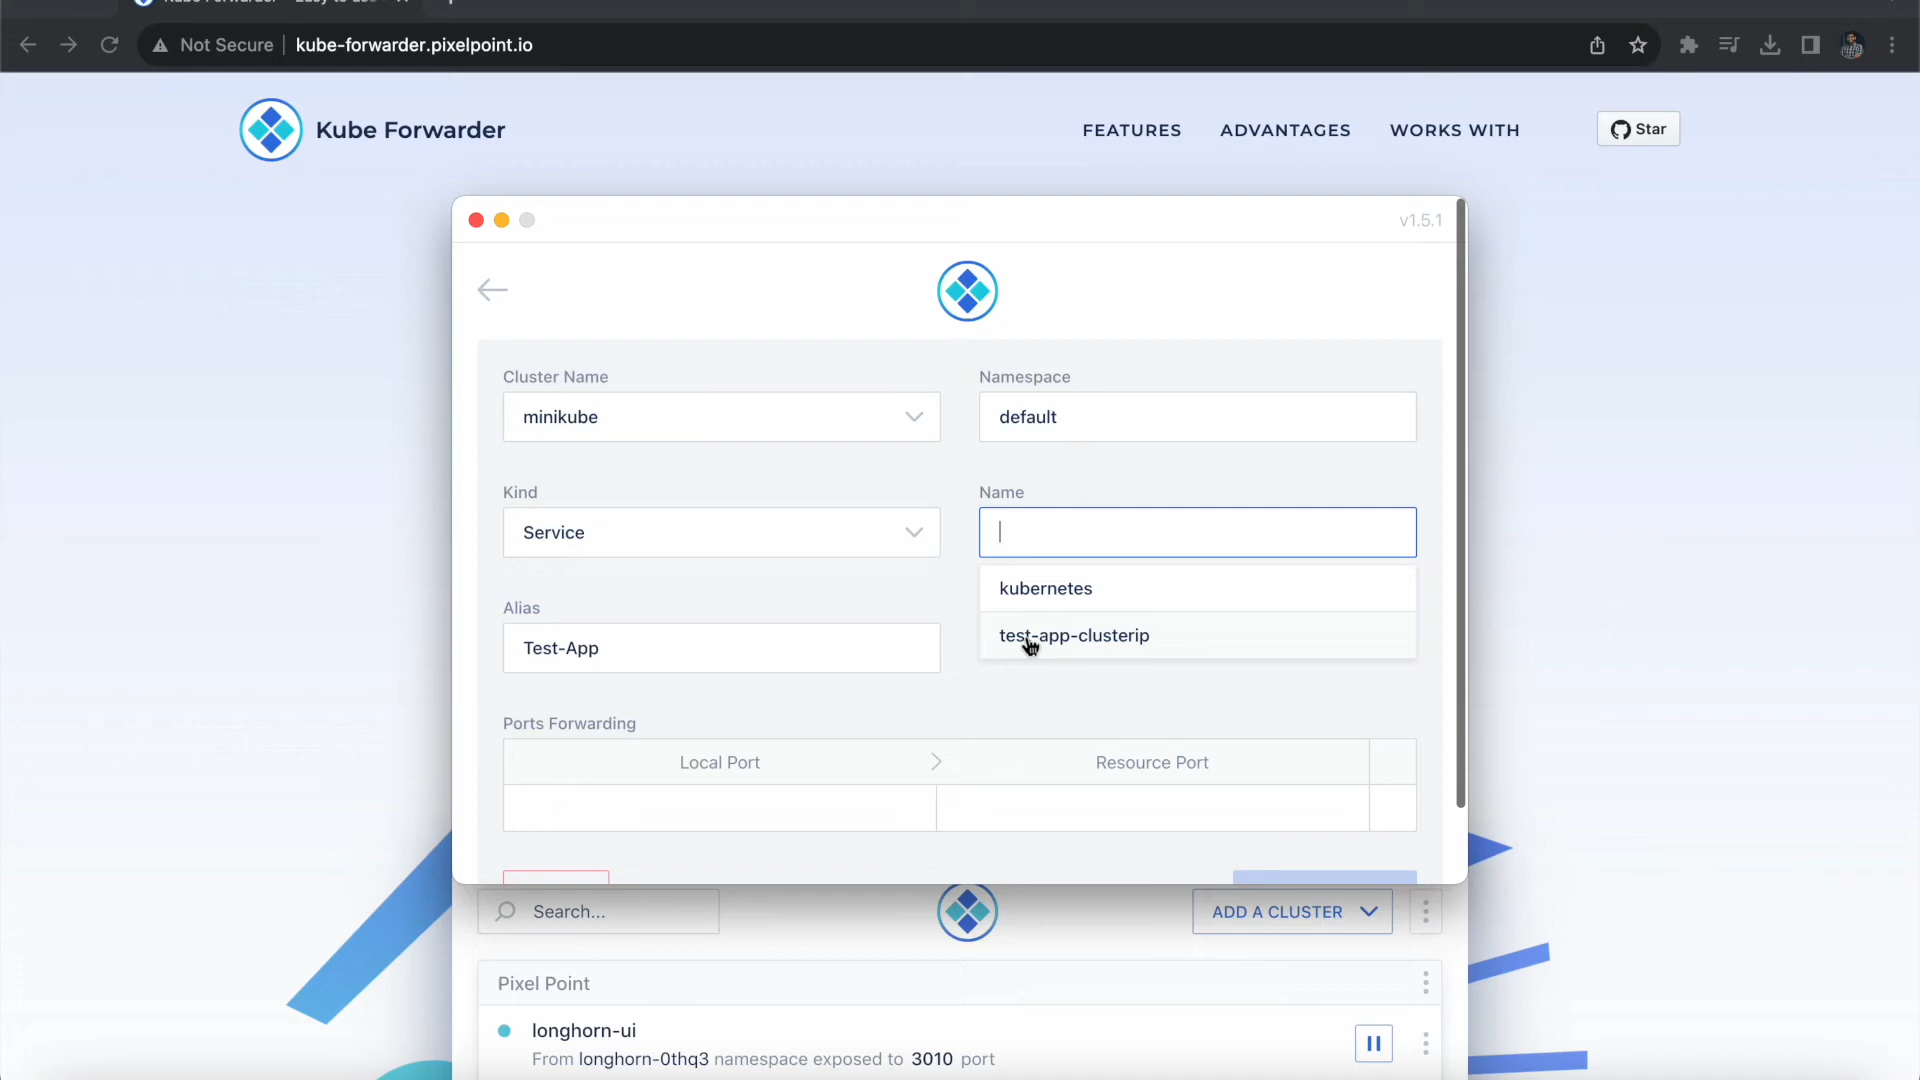 Not Secure
kube-forwarder.pixelpoint.io
Kube Forwarder
FEATURES
ADVANTAGES
WORKS WITH
Star
v1.5.1
Cluster Name
Namespace
minikube
default
Kind
Name
Service
kubernetes
Alias
test-app-clusterip
Test-App
Ports Forwarding
Local Port
Resource Port
Search...
ADD A CLUSTER
Pixel Point
longhorn-ui
From longhorn-0thq3 namespace exposed to 3010 port